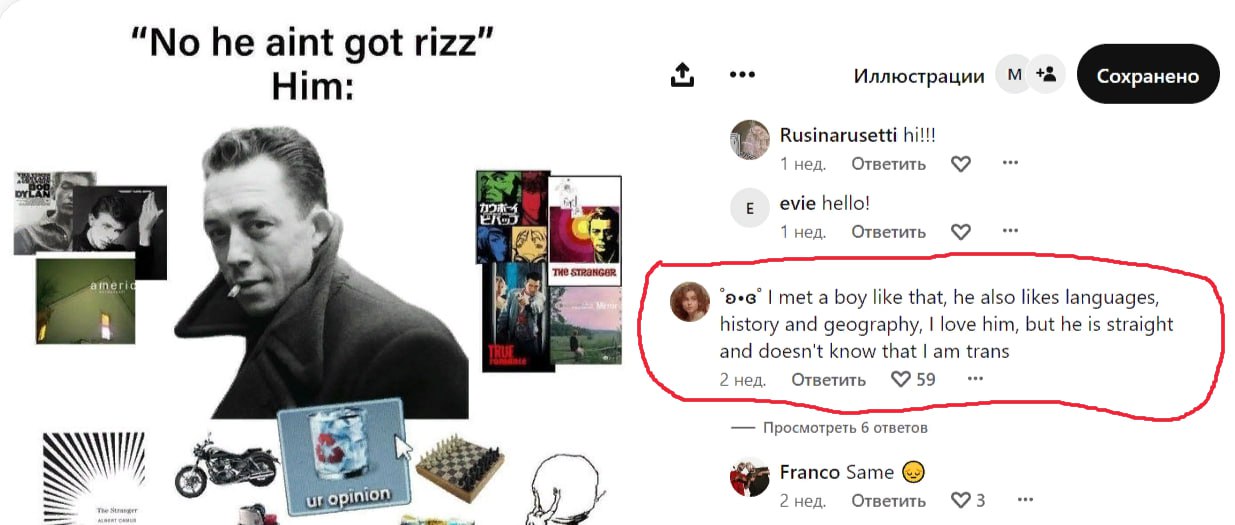 “No he aint got rizz”
Him:
BOB
DYLAN
americ
カウボーイ
ビバップ
THE STRANGER
TRUE
romance
ur opinion
The Stranger
ALBERT CAMUS
Иллюстрации
M
Сохранено
Rusinarusetti hi!!!
1 нед. Ответить
E
evie hello!
1 нед. Ответить
˚ʚ•ɞ˚ I met a boy like that, he also likes languages,
history and geography, I love him, but he is straight
and doesn't know that I am trans
2 нед. Ответить 59
Просмотреть 6 ответов
Franco Same 😔
2 нед. Ответить 3